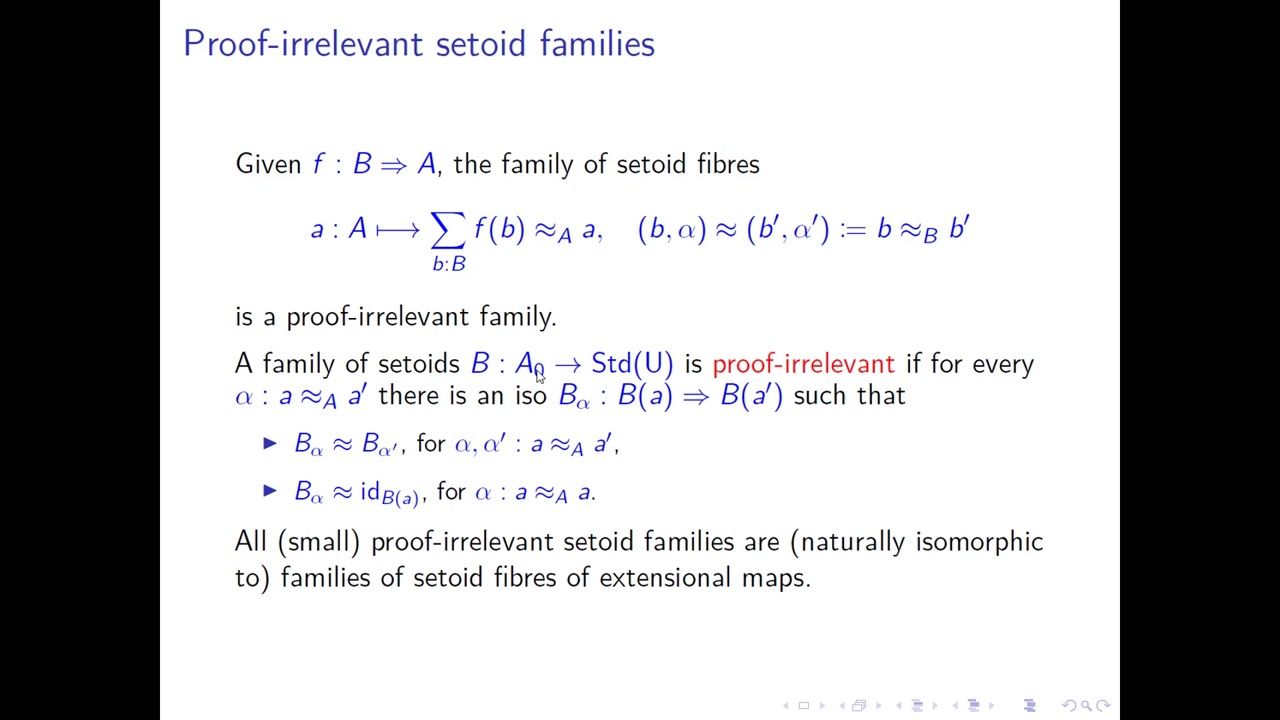 Proof-irrelevant setoid families
Given f : B ⇒ A, the family of setoid fibres
a : A ⟼ ∑ f(b) ≈_A a, (b, α) ≈ (b′, α′) := b ≈_B b′
b:B
is a proof-irrelevant family.
A family of setoids B : A₀ → Std(U) is proof-irrelevant if for every
α : a ≈_A a′ there is an iso B_α : B(a) ⇒ B(a′) such that
▶ B_α ≈ B_α′, for α, α′ : a ≈_A a′,
▶ B_α ≈ id_B(a), for α : a ≈_A a.
All (small) proof-irrelevant setoid families are (naturally isomorphic
to) families of setoid fibres of extensional maps.